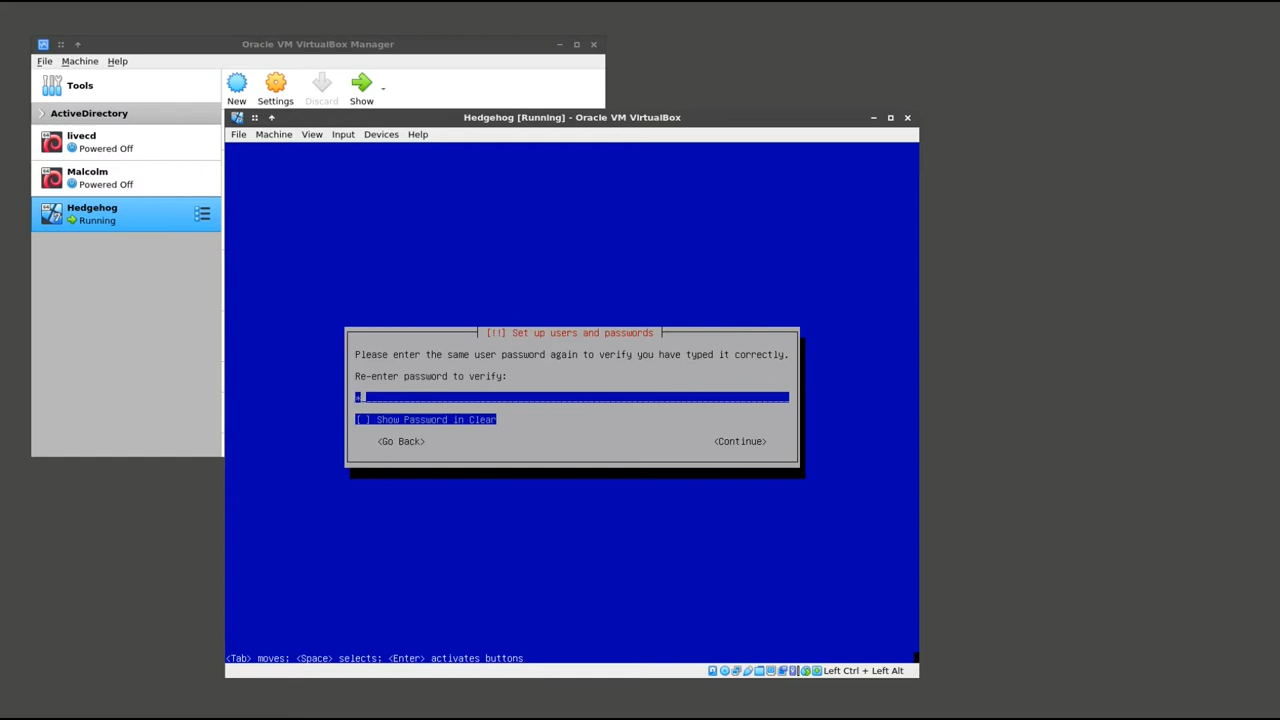 Oracle VM VirtualBox Manager
File Machine Help
Tools
New Settings Discard Show
ActiveDirectory
livecd
Powered Off
Malcolm
Powered Off
Hedgehog
Running
Hedgehog [Running] - Oracle VM VirtualBox
File Machine View Input Devices Help
[!!] Set up users and passwords
Please enter the same user password again to verify you have typed it correctly.
Re-enter password to verify:
*
[ ] Show Password in Clear
<Go Back> <Continue>
<Tab> moves; <Space> selects; <Enter> activates buttons
Left Ctrl + Left Alt